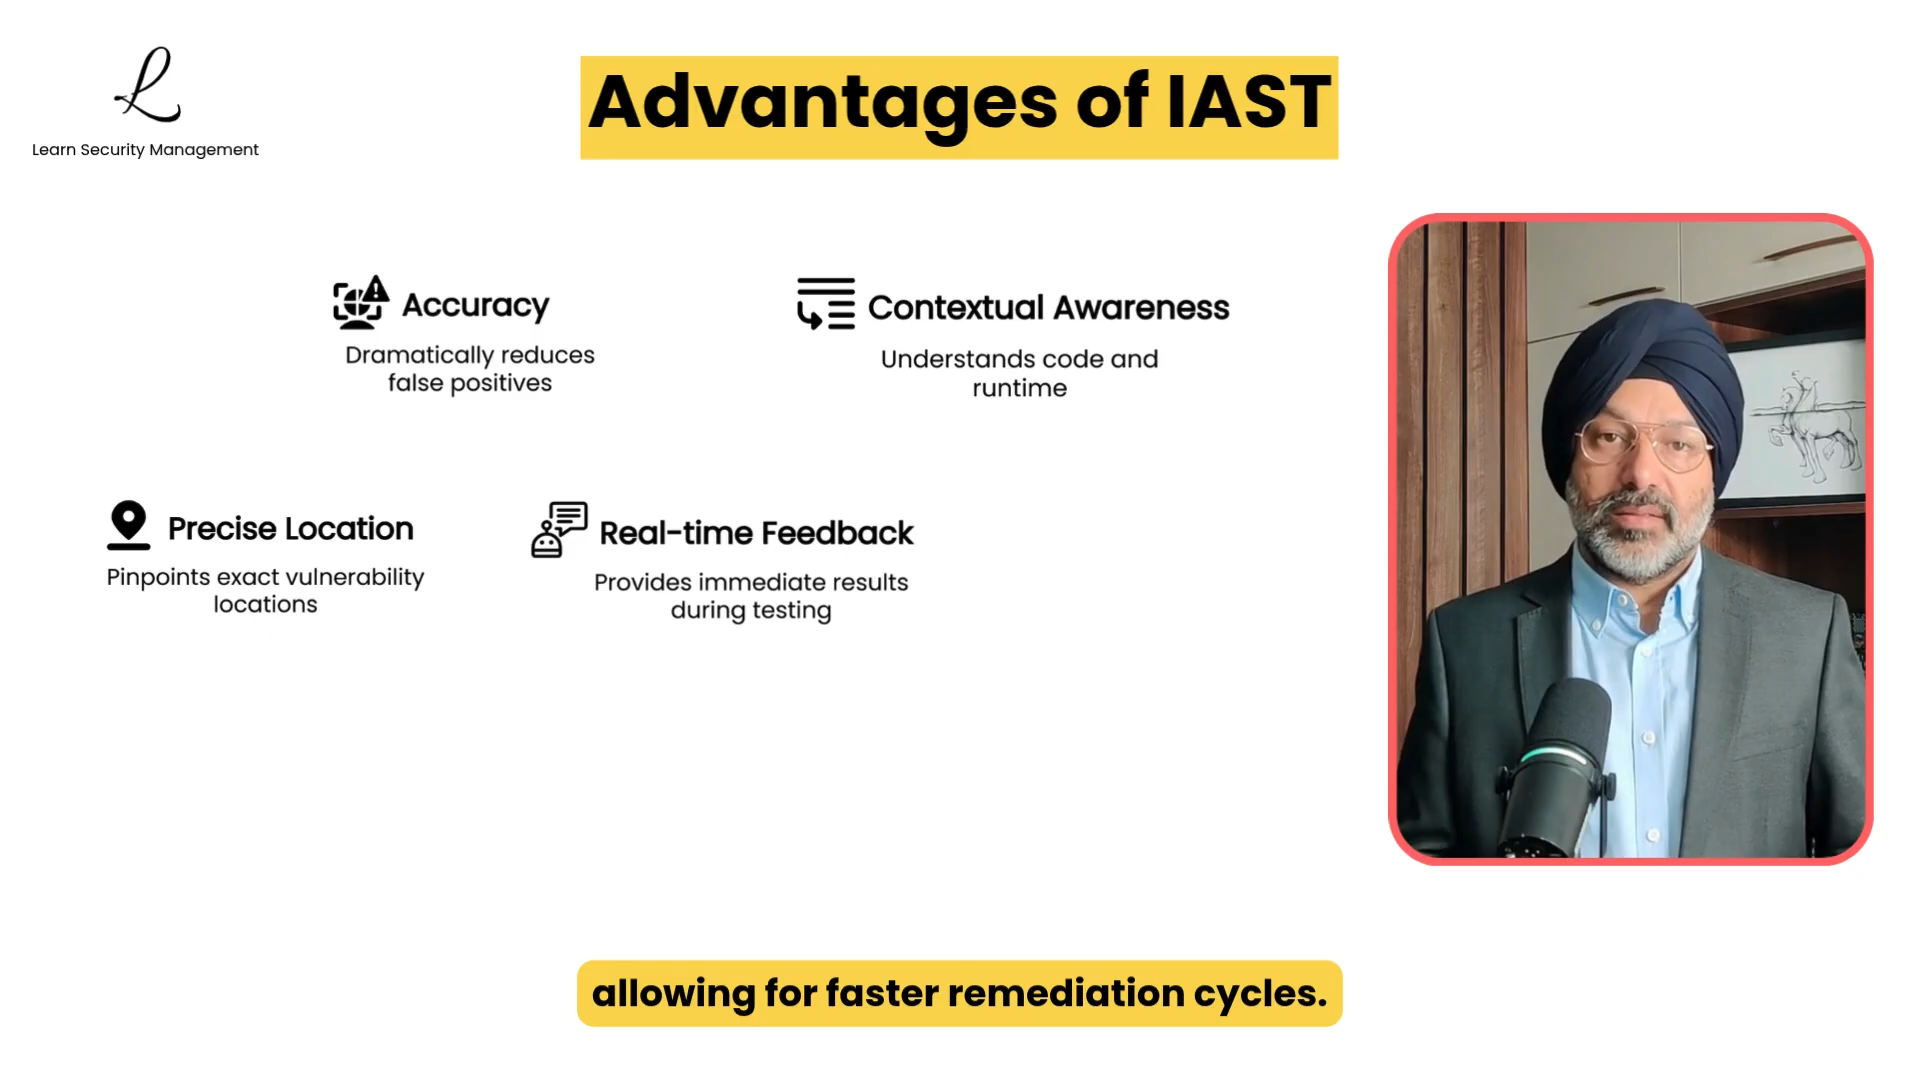 L
Learn Security Management
Advantages of IAST
Accuracy
Dramatically reduces
false positives
Contextual Awareness
Understands code and
runtime
Precise Location
Pinpoints exact vulnerability
locations
Real-time Feedback
Provides immediate results
during testing
allowing for faster remediation cycles.